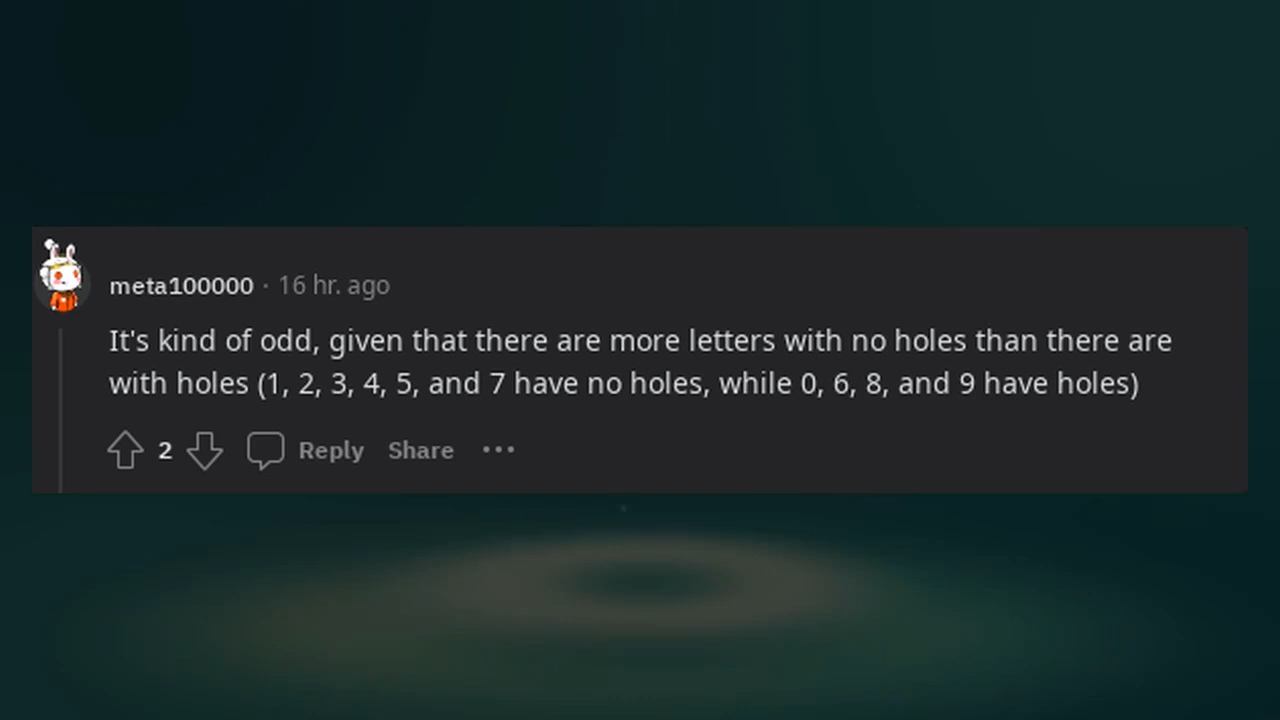 meta100000 · 16 hr. ago
It's kind of odd, given that there are more letters with no holes than there are
with holes (1, 2, 3, 4, 5, and 7 have no holes, while 0, 6, 8, and 9 have holes)
2 Reply Share ...